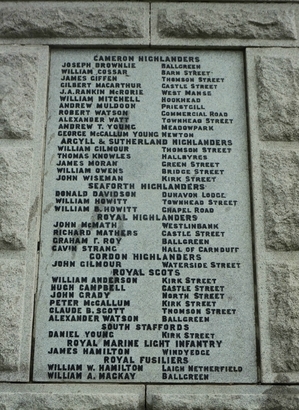 CAMERON HIGHLANDERS
JOSEPH BROWNLIE BALLGREEN
WILLIAM COSSAR BARN STREET
JAMES GIFFEN THOMSON STREET
GILBERT MACARTHUR CASTLE STREET
J.A. RANKIN McRORIE WEST MANSE
WILLIAM MITCHELL HOOKHEAD
ANDREW MULDOON PRIESTGILL
ROBERT WATSON COMMERCIAL ROAD
ALEXANDER WATT TOWNHEAD STREET
ANDREW T. YOUNG MEADOWPARK
GEORGE McCALLUM YOUNG NEWTON
ARGYLL & SUTHERLAND HIGHLANDERS
WILLIAM GILMOUR THOMSON STREET
THOMAS KNOWLES HALLBYRES
JAMES MORAN GREEN STREET
WILLIAM OWENS BRIDGE STREET
JOHN WISEMAN KIRK STREET
SEAFORTH HIGHLANDERS
DONALD DAVIDSON DUNAVON LODGE
WILLIAM HOWITT TOWNHEAD STREET
WILLIAM B. HOWITT CHAPEL ROAD
ROYAL HIGHLANDERS
JOHN McMATH WESTLINBANK
RICHARD MATHERS CASTLE STREET
GRAHAM F. ROY BALLGREEN
GAVIN STRANG HALL OF CARNDUFF
GORDON HIGHLANDERS
JOHN GILMOUR WATERSIDE STREET
ROYAL SCOTS
WILLIAM ANDERSON KIRK STREET
HUGH CAMPBELL CASTLE STREET
JOHN GRADY NORTH STREET
PETER McCALLUM KIRK STREET
CLAUDE B. SCOTT THOMSON STREET
ALEXANDER WATSON BALLGREEN
SOUTH STAFFORDS
DANIEL YOUNG KIRK STREET
ROYAL MARINE LIGHT INFANTRY
JAMES HAMILTON WINDYEDGE
ROYAL FUSILIERS
WILLIAM W. HAMILTON LAIGH NETHERFIELD
WILLIAM A. MACKAY BALLGREEN